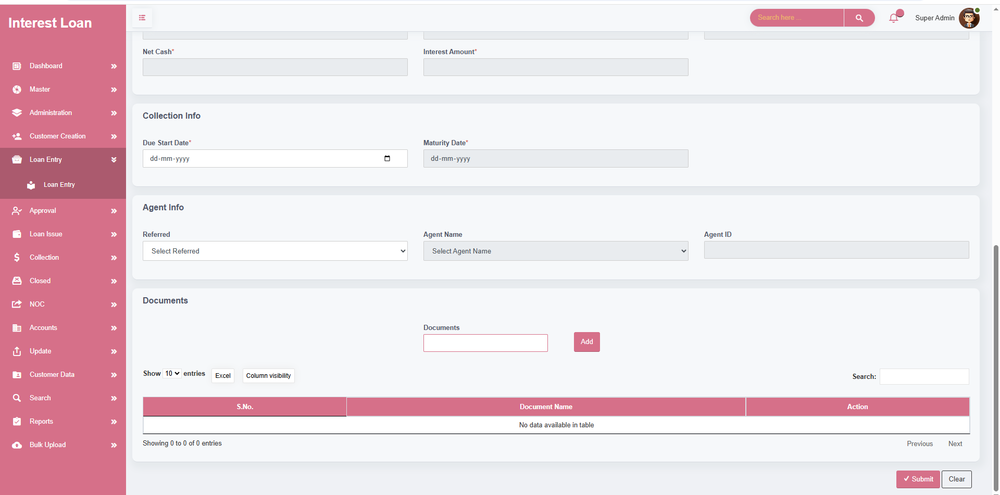 Interest Loan
Search here ...
Super Admin
Dashboard
Master
Administration
Customer Creation
Loan Entry
Loan Entry
Approval
Loan Issue
Collection
Closed
NOC
Accounts
Update
Customer Data
Search
Reports
Bulk Upload
Net Cash*
Interest Amount*
Collection Info
Due Start Date*
Maturity Date*
dd-mm-yyyy
dd-mm-yyyy
Agent Info
Referred
Agent Name
Agent ID
Select Referred
Select Agent Name
Documents
Documents
Add
Show 10 entries
Excel
Column visibility
Search:
S.No.
Document Name
Action
No data available in table
Showing 0 to 0 of 0 entries
Previous
Next
Submit
Clear